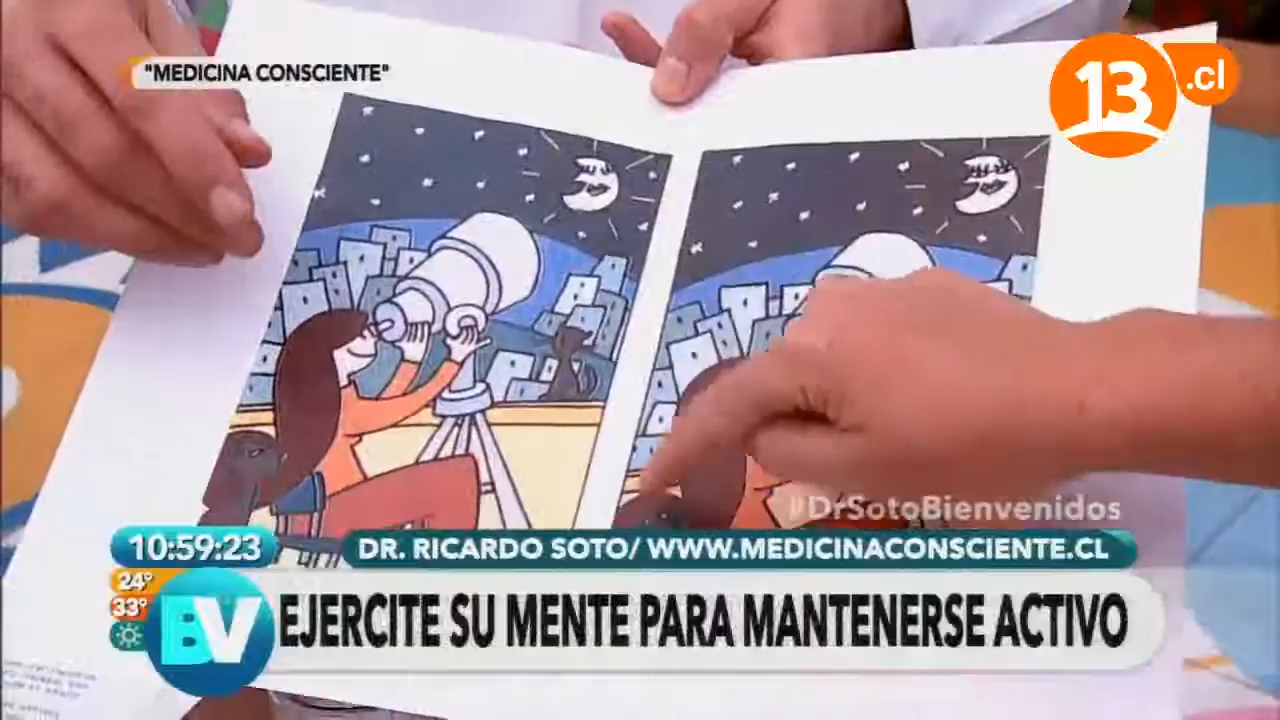 "MEDICINA CONSCIENTE"
13.cl
#DrSotoBienvenidos
10:59:23
DR. RICARDO SOTO/ WWW.MEDICINACONSCIENTE.CL
24°
33°
BV
EJERCITE SU MENTE PARA MANTENERSE ACTIVO